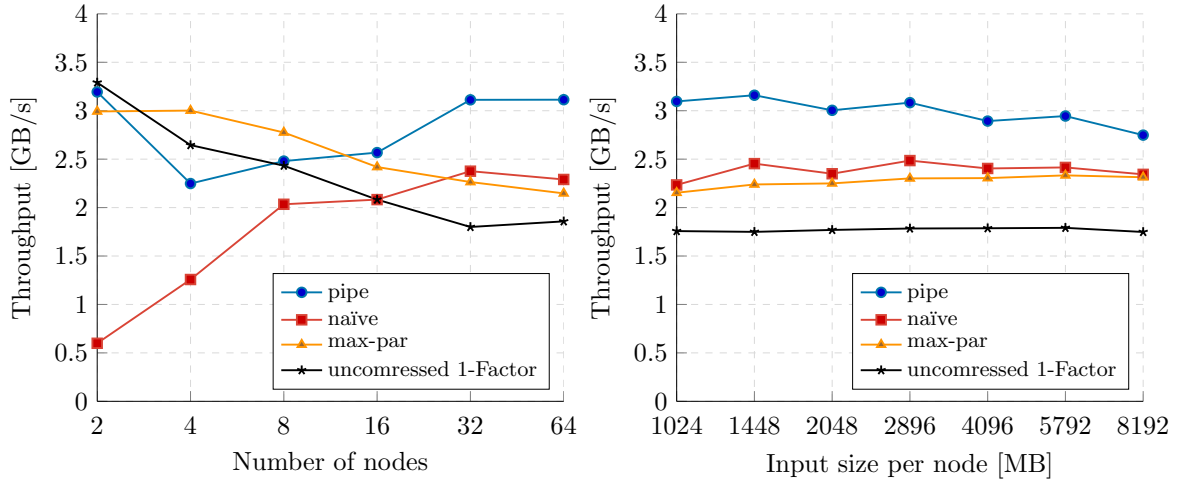 4
3.5
3
2.5
2
1.5
1
0.5
0
Throughput [GB/s]
2 4 8 16 32 64
Number of nodes
pipe
naïve
max-par
uncomressed 1-Factor
4
3.5
3
2.5
2
1.5
1
0.5
0
Throughput [GB/s]
1024 1448 2048 2896 4096 5792 8192
Input size per node [MB]
pipe
naïve
max-par
uncomressed 1-Factor